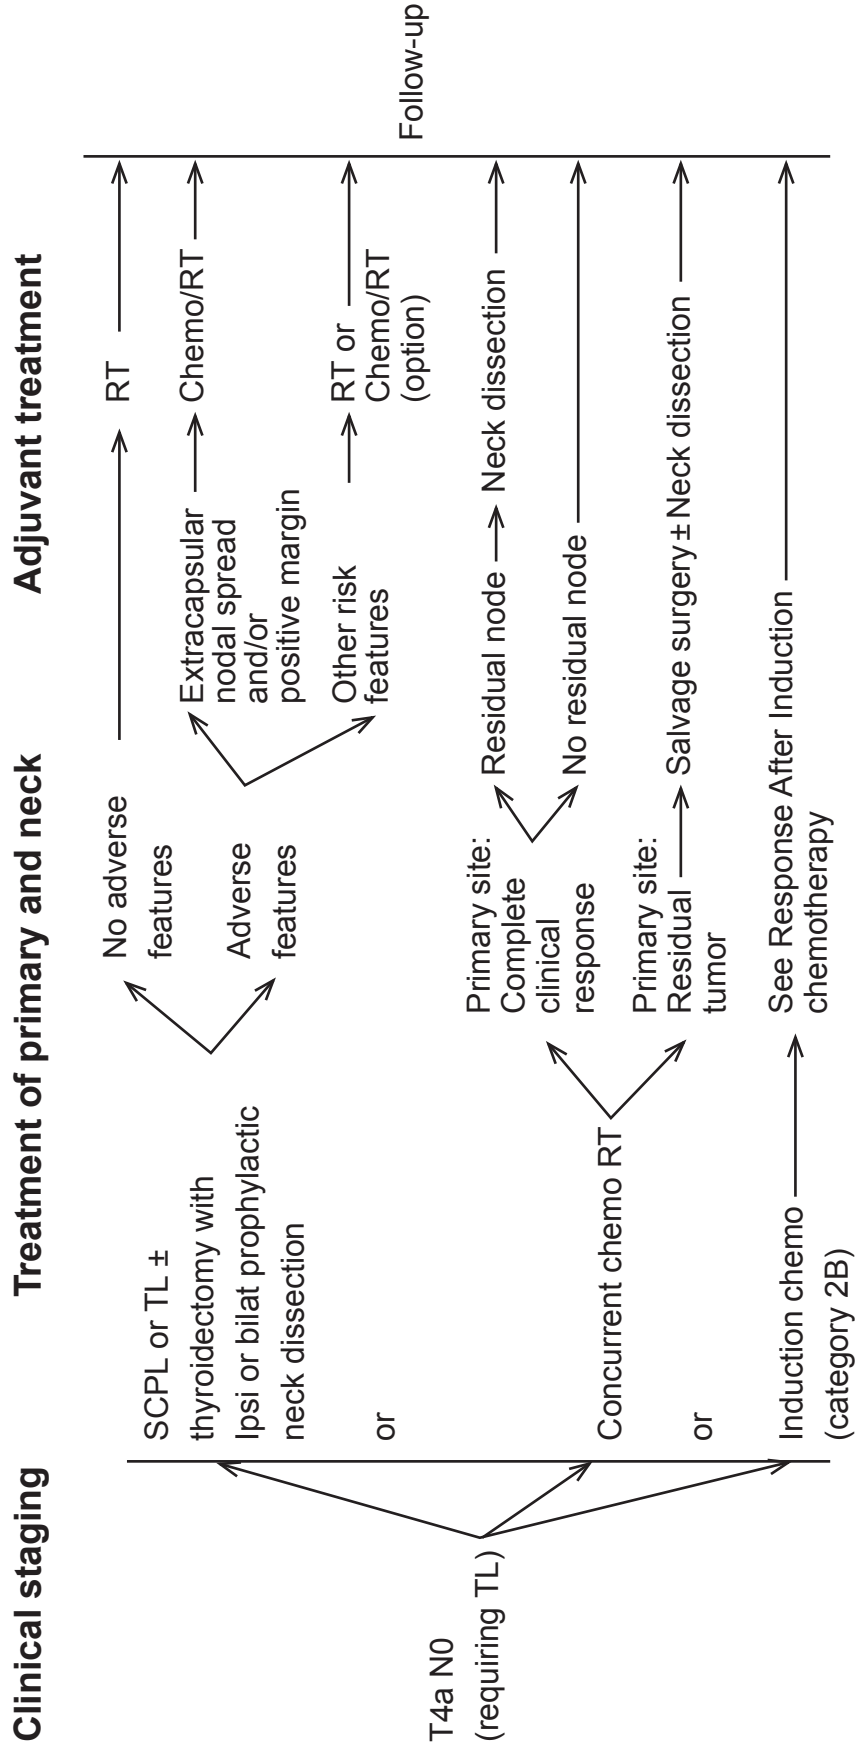 Clinical staging
Treatment of primary and neck
Adjuvant treatment
T4a N0
(requiring TL)
SCPL or TL ±
thyroidectomy with
Ipsi or bilat prophylactic
neck dissection
or
Concurrent chemo RT
or
Induction chemo
(category 2B)
No adverse
features
Adverse
features
RT
Extracapsular
nodal spread
and/or
positive margin
Chemo/RT
Other risk
features
RT or
Chemo/RT
(option)
Primary site:
Complete
clinical
response
Residual node
Neck dissection
No residual node
Primary site:
Residual
tumor
Salvage surgery ± Neck dissection
See Response After Induction
chemotherapy
Follow-up